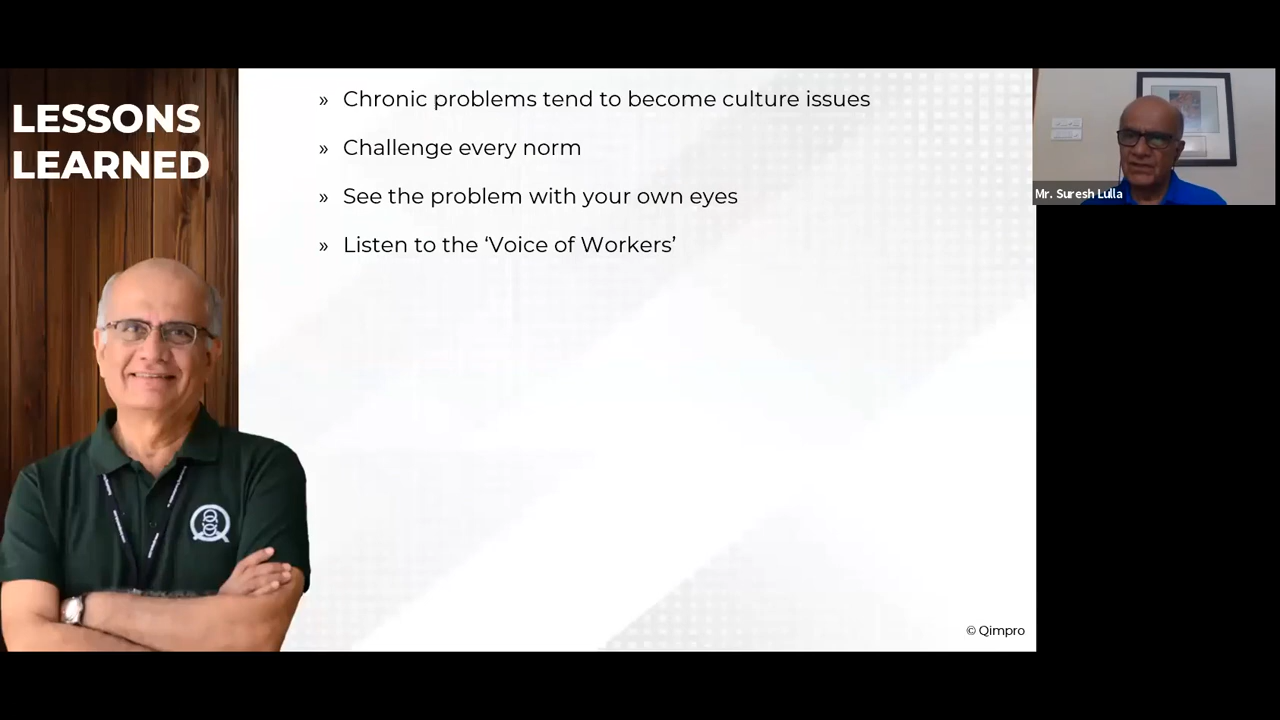 LESSONS
LEARNED
» Chronic problems tend to become culture issues
» Challenge every norm
» See the problem with your own eyes
» Listen to the ‘Voice of Workers’
Mr. Suresh Lulla
© Qimpro